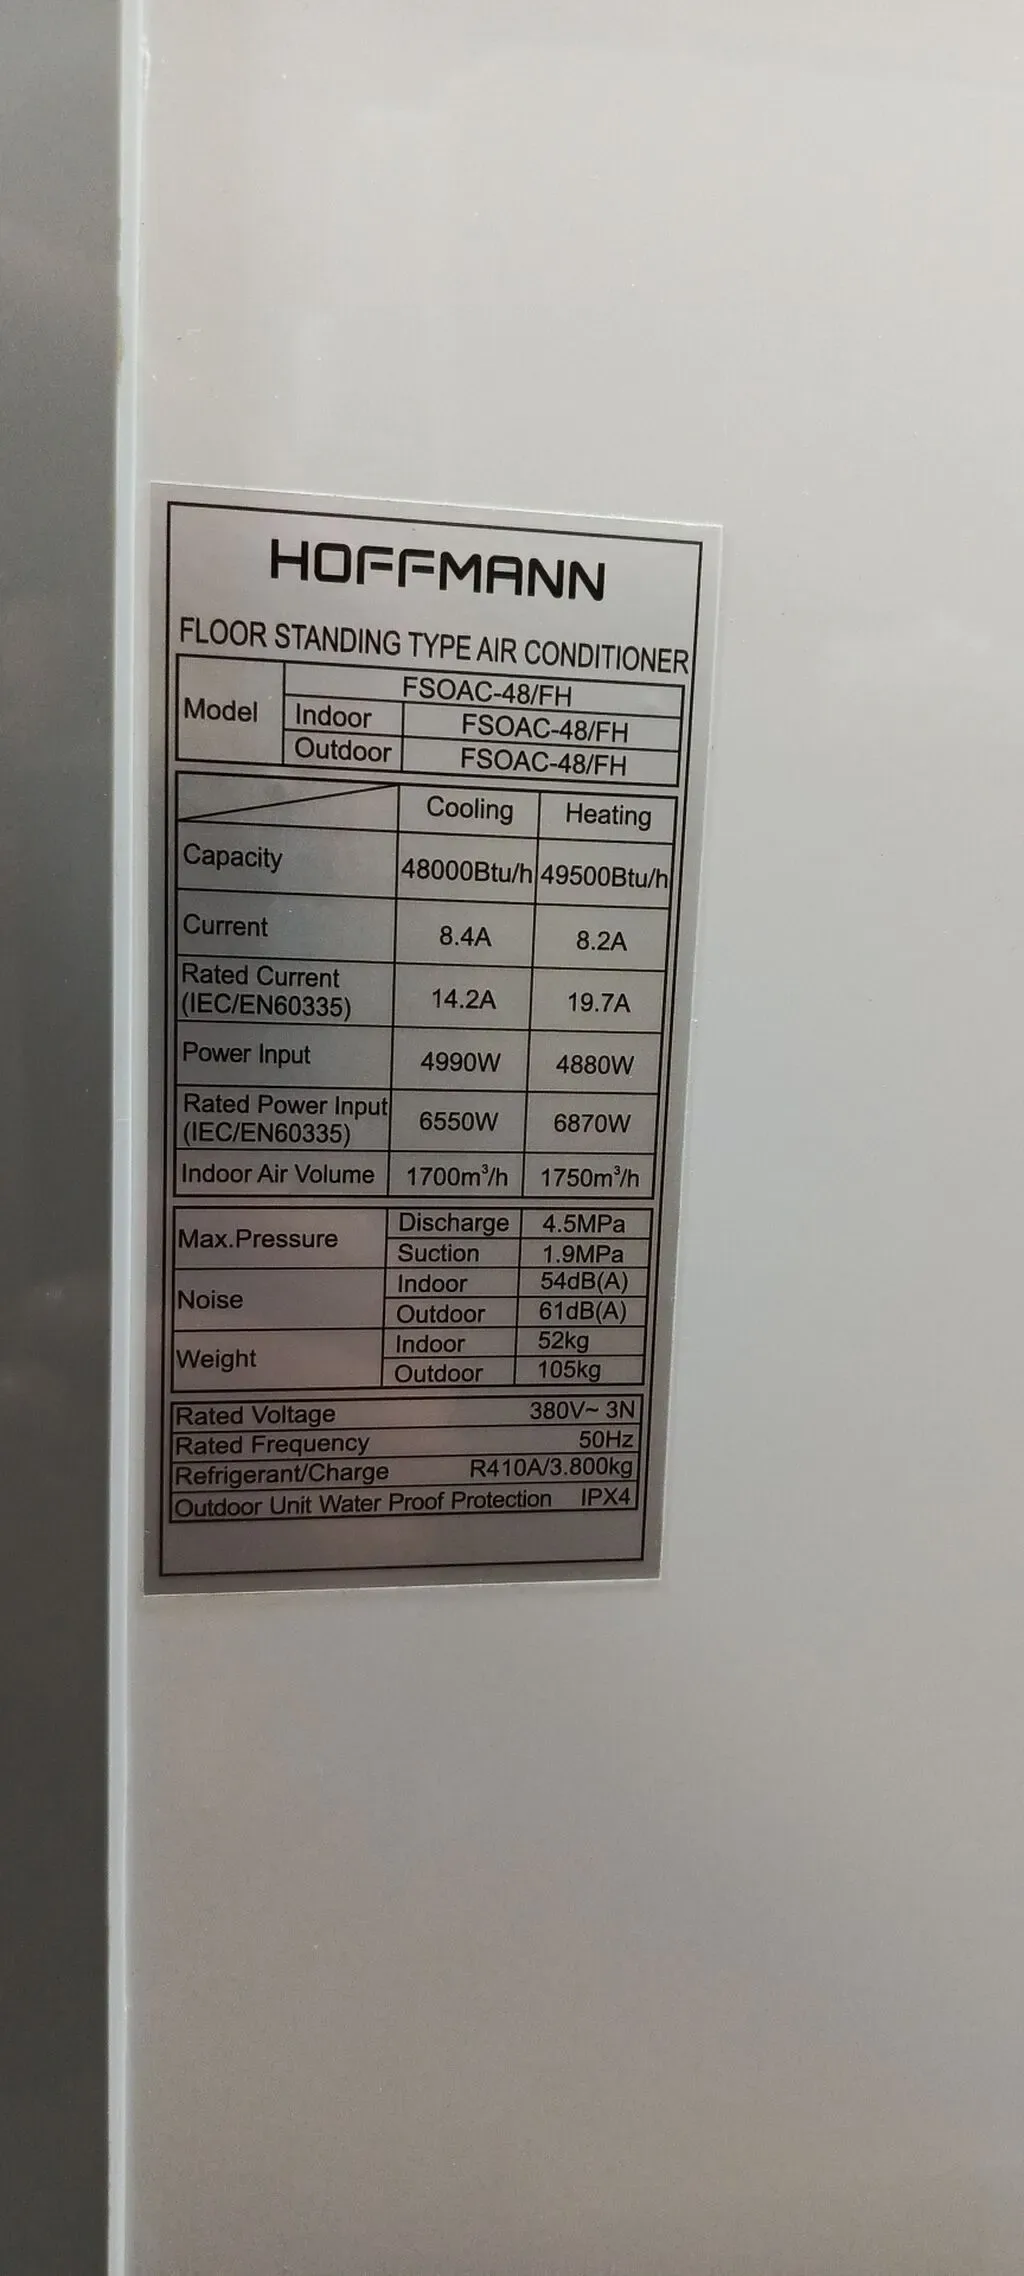 HOFFMANN
FLOOR STANDING TYPE AIR CONDITIONER
Model FSOAC-48/FH
Indoor FSOAC-48/FH
Outdoor FSOAC-48/FH
Cooling Heating
Capacity 48000Btu/h 49500Btu/h
Current 8.4A 8.2A
Rated Current
(IEC/EN60335) 14.2A 19.7A
Power Input 4990W 4880W
Rated Power Input
(IEC/EN60335) 6550W 6870W
Indoor Air Volume 1700m³/h 1750m³/h
Max.Pressure Discharge 4.5MPa
Suction 1.9MPa
Noise Indoor 54dB(A)
Outdoor 61dB(A)
Weight Indoor 52kg
Outdoor 105kg
Rated Voltage 380V~ 3N
Rated Frequency 50Hz
Refrigerant/Charge R410A/3.800kg
Outdoor Unit Water Proof Protection IPX4